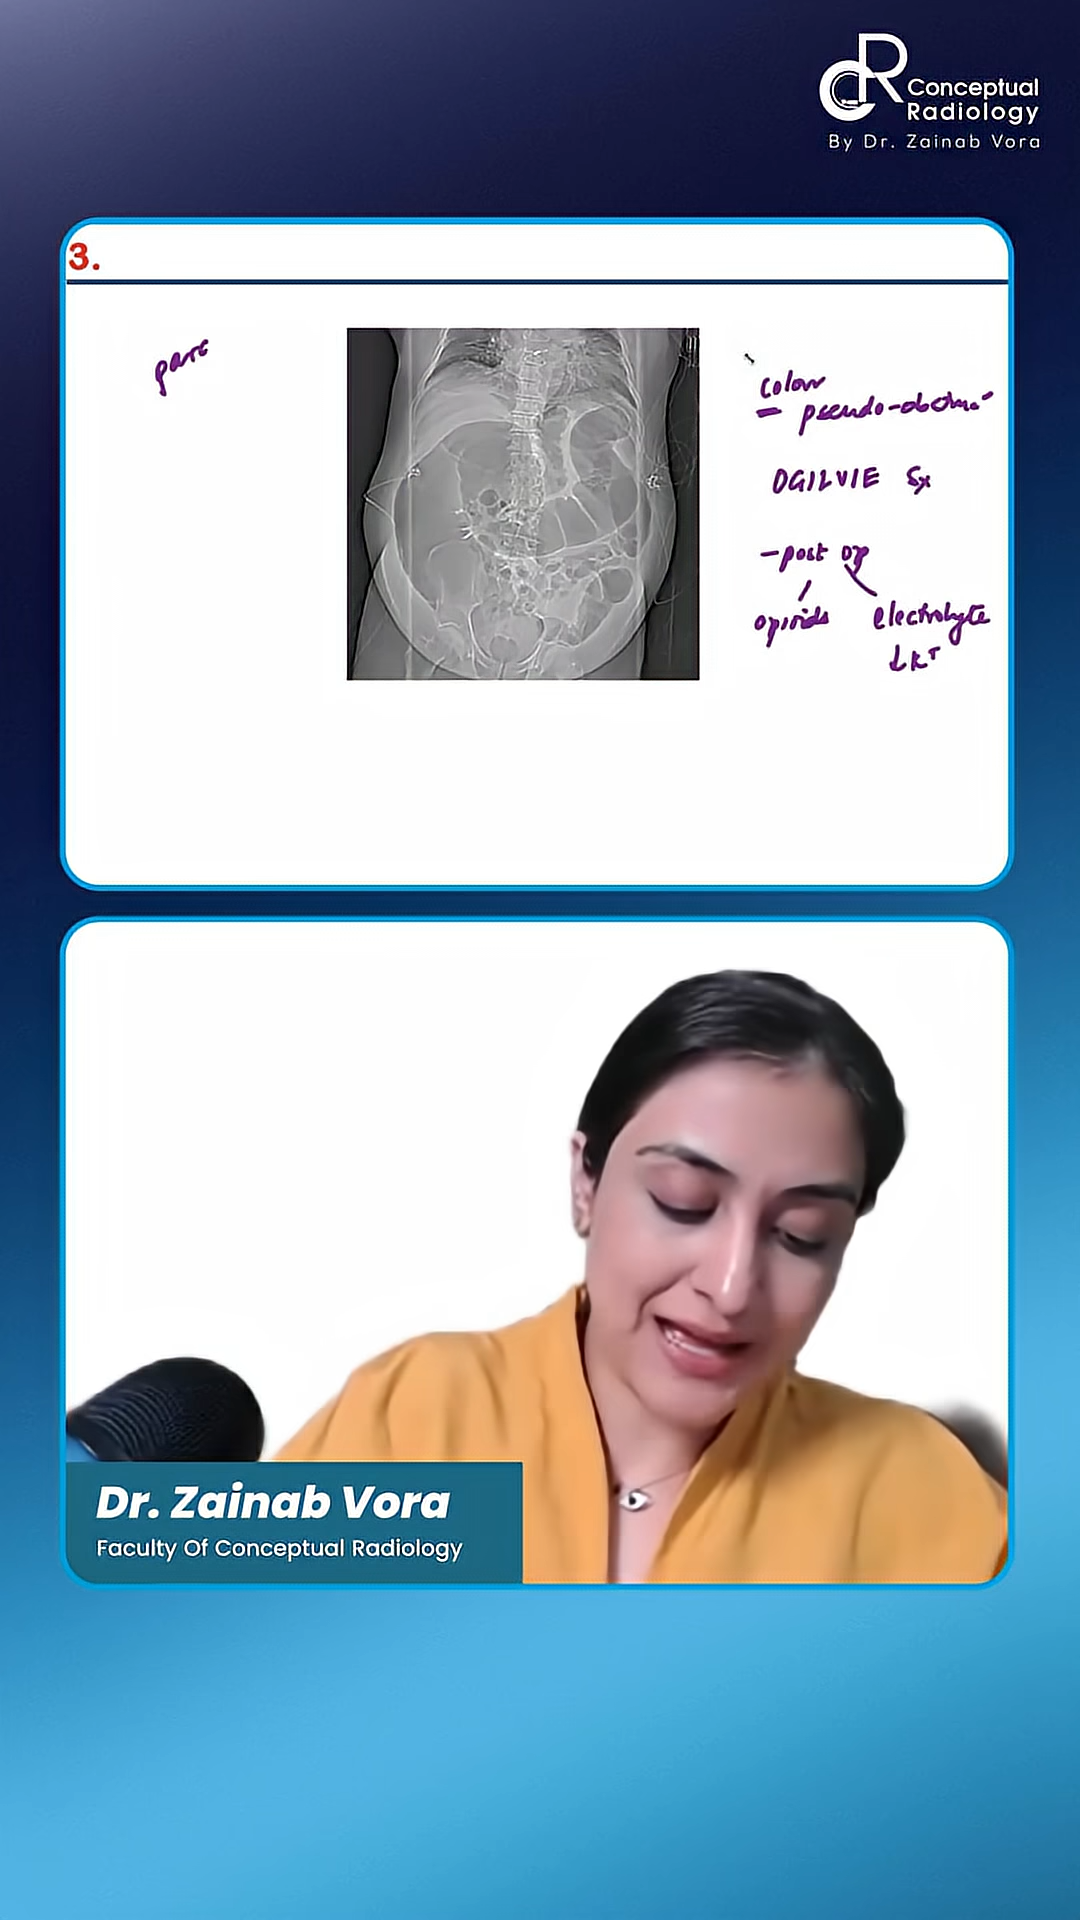 CR Conceptual
Radiology
By Dr. Zainab Vora
3.
Colon
pseudo-
OGILVIE Sx
- post op
opioids
electrolyte
↓K+
Dr. Zainab Vora
Faculty Of Conceptual Radiology